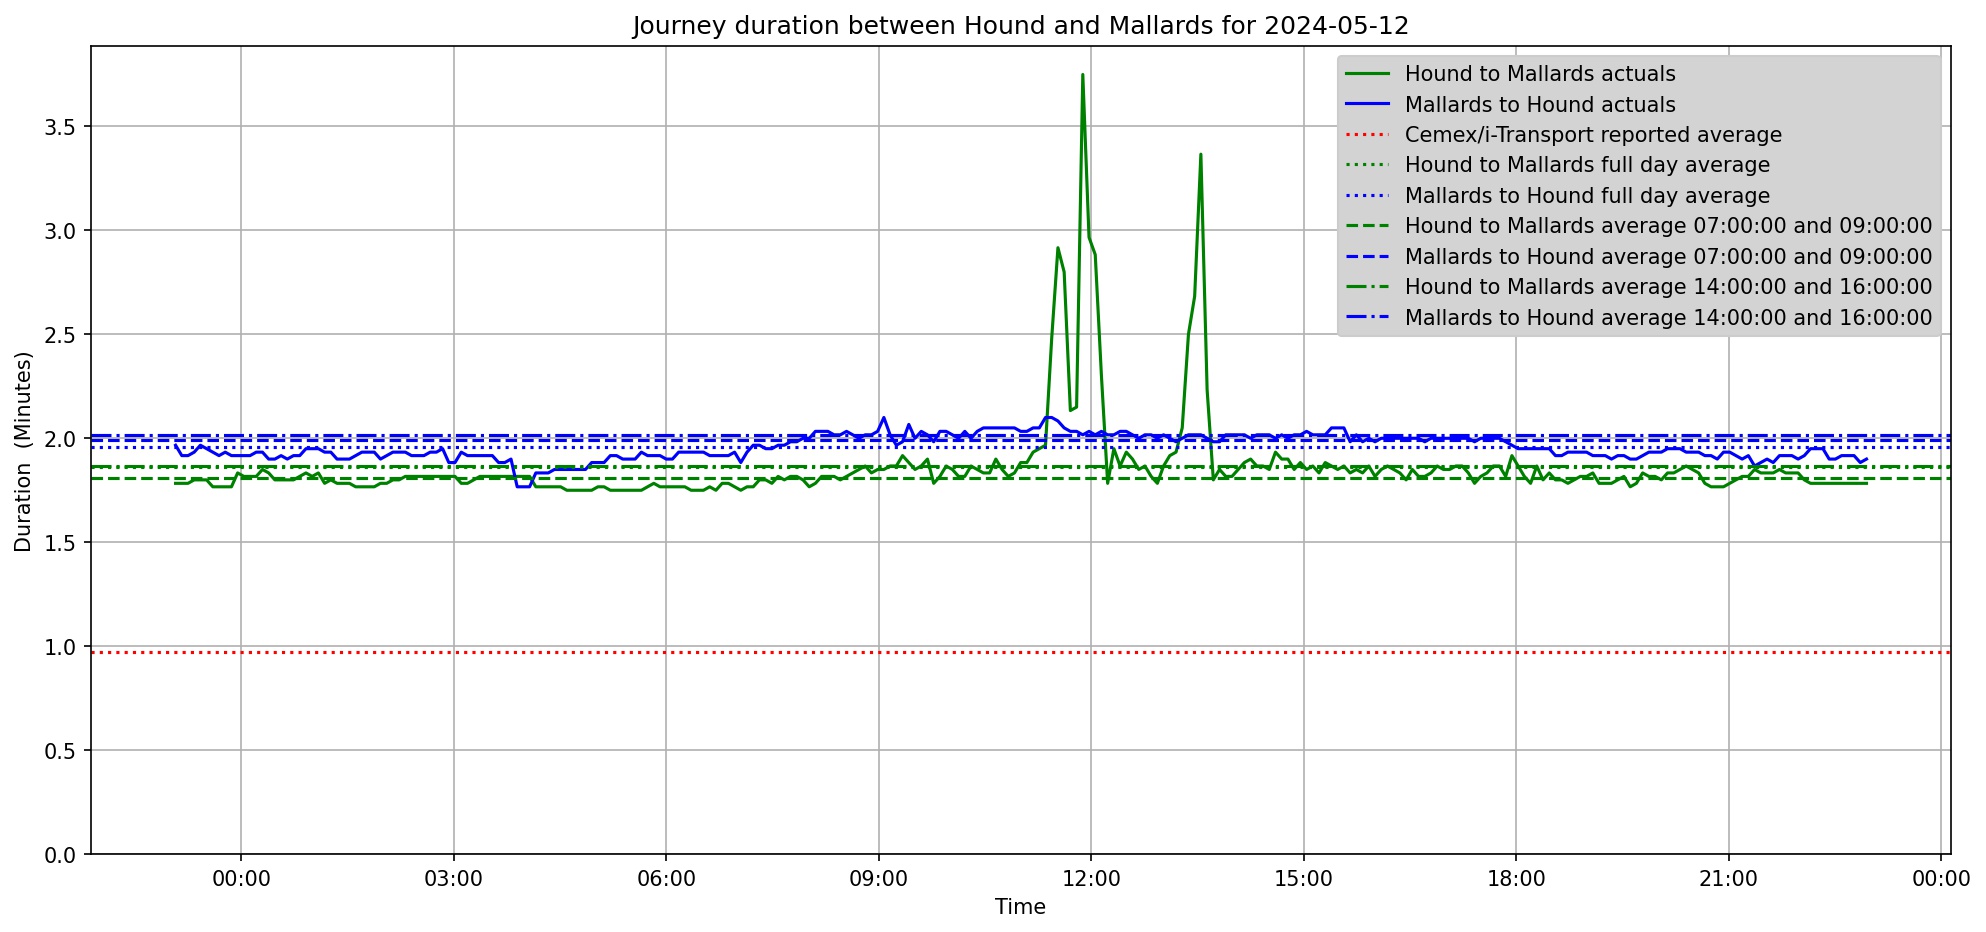 Journey duration between Hound and Mallards for 2024-05-12
Hound to Mallards actuals
Mallards to Hound actuals
Cemex/i-Transport reported average
Hound to Mallards full day average
Mallards to Hound full day average
Hound to Mallards average 07:00:00 and 09:00:00
Mallards to Hound average 07:00:00 and 09:00:00
Hound to Mallards average 14:00:00 and 16:00:00
Mallards to Hound average 14:00:00 and 16:00:00
Duration  (Minutes)
3.5
3.0
2.5
2.0
1.5
1.0
0.5
0.0
00:00 03:00 06:00 09:00 12:00 15:00 18:00 21:00 00:00
Time